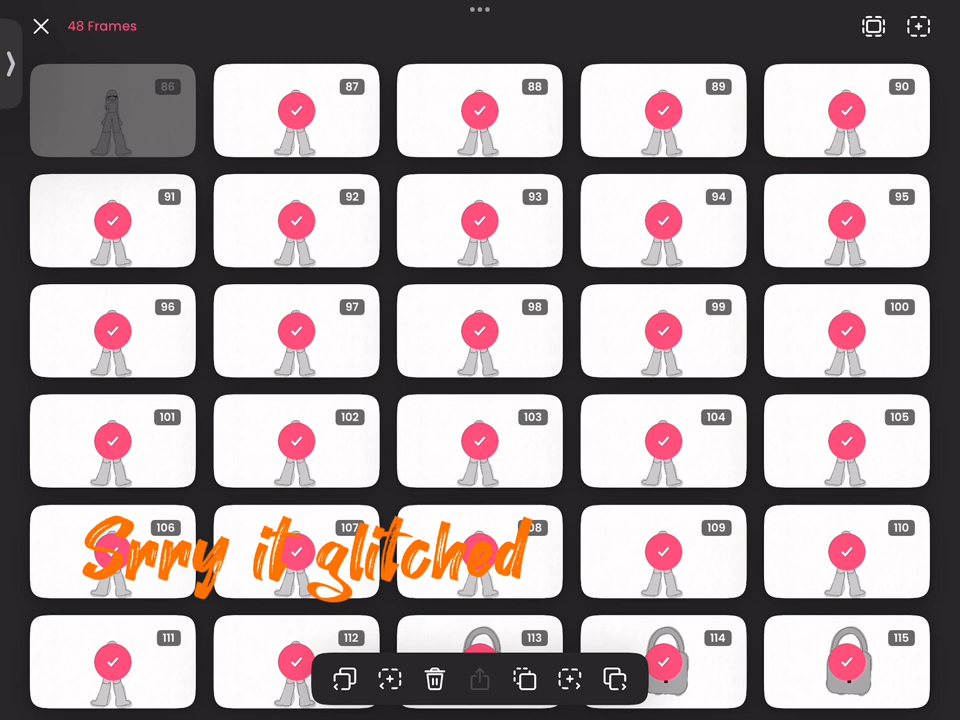 48 Frames
86 87 88 89 90
91 92 93 94 95
96 97 98 99 100
101 102 103 104 105
106 107 108 109 110
Srry it glitched
111 112 113 114 115